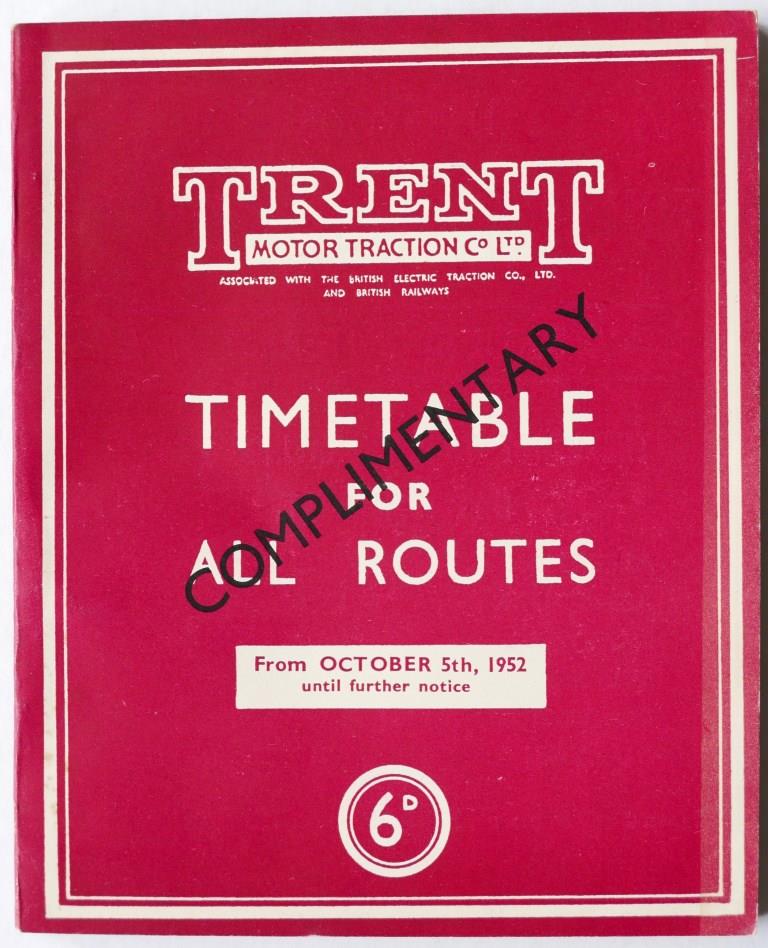 TRENT
MOTOR TRACTION Co LTD.
ASSOCIATED WITH THE BRITISH ELECTRIC TRACTION CO., LTD.
AND BRITISH RAILWAYS
COMPLIMENTARY
TIMETABLE
FOR
ALL ROUTES
From OCTOBER 5th, 1952
until further notice
6D